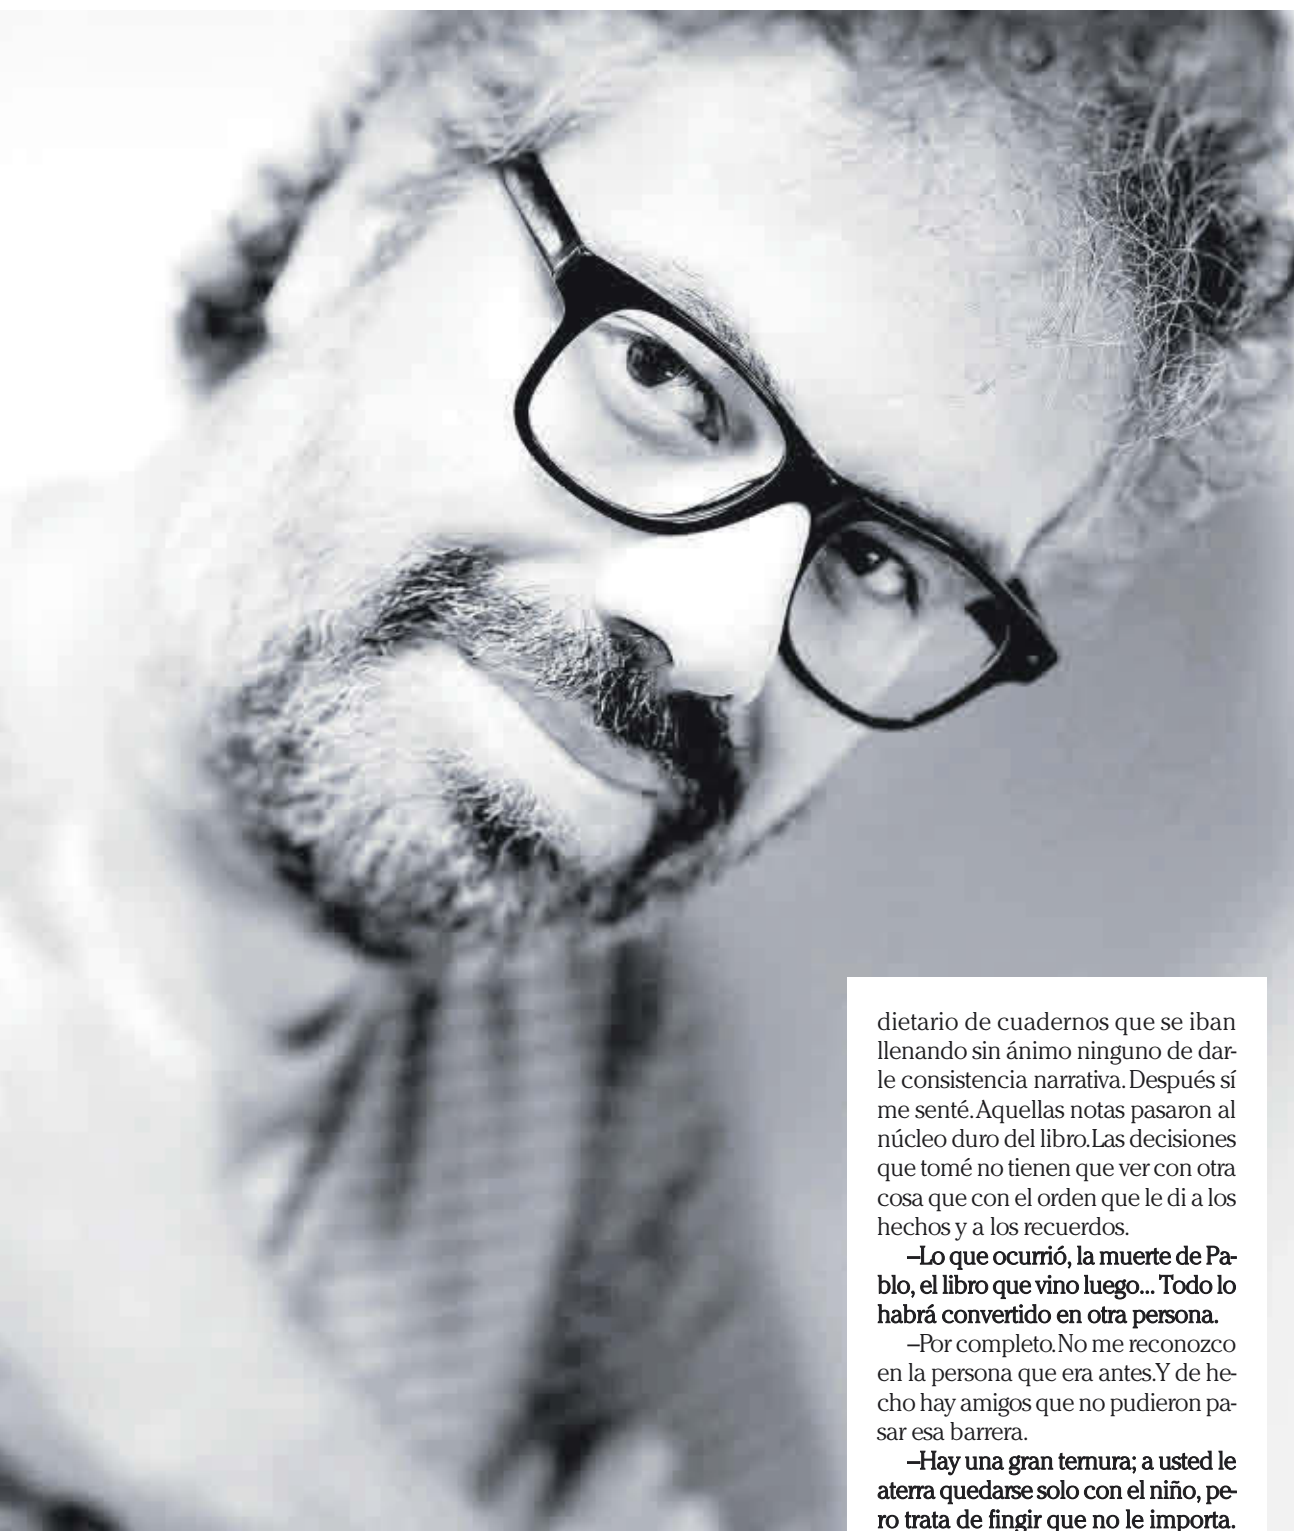 dietario de cuadernos que se iban
llenando sin ánimo ninguno de dar-
le consistencia narrativa. Después sí
me senté. Aquellas notas pasaron al
núcleo duro del libro. Las decisiones
que tomé no tienen que ver con otra
cosa que con el orden que le di a los
hechos y a los recuerdos.
–Lo que ocurrió, la muerte de Pa-
blo, el libro que vino luego... Todo lo
habrá convertido en otra persona.
–Por completo. No me reconozco
en la persona que era antes. Y de he-
cho hay amigos que no pudieron pa-
sar esa barrera.
–Hay una gran ternura; a usted le
aterra quedarse solo con el niño, pe-
ro trata de fingir que no le importa.